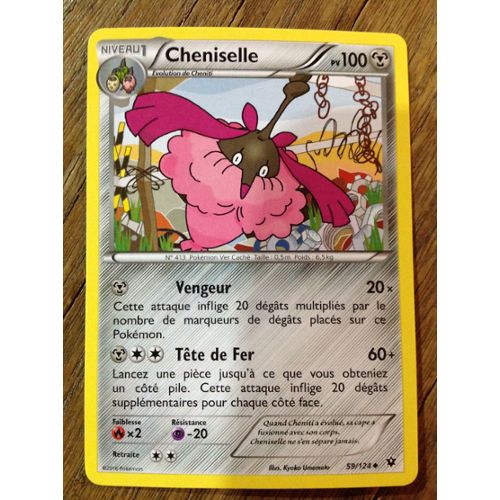 NIVEAU 1
Cheniselle
PV100
Évolution de Cheniti
N° 413 Pokémon Ver Caché Taille : 0,5m Poids : 6,5kg
Vengeur 20×
Cette attaque inflige 20 dégâts multipliés par le
nombre de marqueurs de dégâts placés sur ce
Pokémon.
Tête de Fer 60+
Lancez une pièce jusqu'à ce que vous obteniez
un côté pile. Cette attaque inflige 20 dégâts
supplémentaires pour chaque côté face.
Faiblesse
×2
Résistance
-20
Retraite
Quand Cheniti a évolué, sa cape a
fusionné avec son corps.
Cheniselle ne s'en sépare jamais.
©2016 Pokémon
Illus. Kyoko Umemoto
59/124